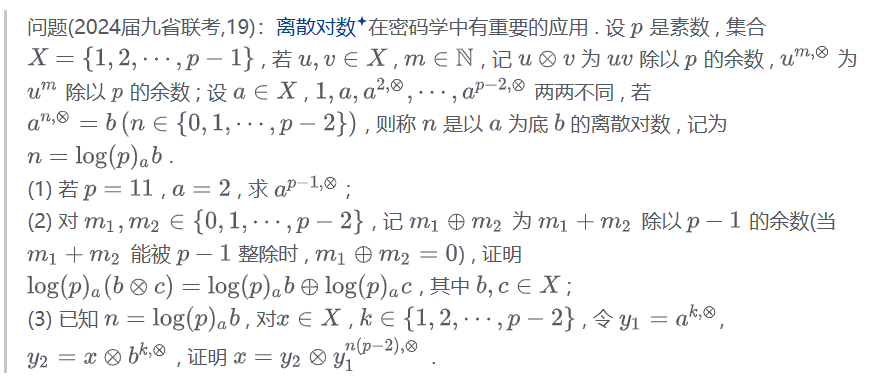 问题(2024届九省联考,19)：离散对数✦在密码学中有重要的应用 . 设 $p$ 是素数 , 集合
$X=\{1,2,\cdots,p-1\}$ , 若 $u,v\in X$ , $m\in\mathbb{N}$ , 记 $u\otimes v$ 为 $uv$ 除以 $p$ 的余数 , $u^{m,\otimes}$ 为
$u^m$ 除以 $p$ 的余数 ; 设 $a\in X$ , $1,a,a^{2,\otimes},\cdots,a^{p-2,\otimes}$ 两两不同 , 若
$a^{n,\otimes}=b\,(n\in\{0,1,\cdots,p-2\})$ , 则称 $n$ 是以 $a$ 为底 $b$ 的离散对数 , 记为
$n=\log(p)_a b$ .
(1) 若 $p=11$ , $a=2$ , 求 $a^{p-1,\otimes}$ ;
(2) 对 $m_1,m_2\in\{0,1,\cdots,p-2\}$ , 记 $m_1\oplus m_2$ 为 $m_1+m_2$ 除以 $p-1$ 的余数(当
$m_1+m_2$ 能被 $p-1$ 整除时 , $m_1\oplus m_2=0$) , 证明
$\log(p)_a(b\otimes c)=\log(p)_a b\oplus\log(p)_a c$ , 其中 $b,c\in X$ ;
(3) 已知 $n=\log(p)_a b$ , 对$x\in X$ , $k\in\{1,2,\cdots,p-2\}$ , 令 $y_1=a^{k,\otimes}$ ,
$y_2=x\otimes b^{k,\otimes}$ , 证明 $x=y_2\otimes y_1^{n(p-2),\otimes}$ .